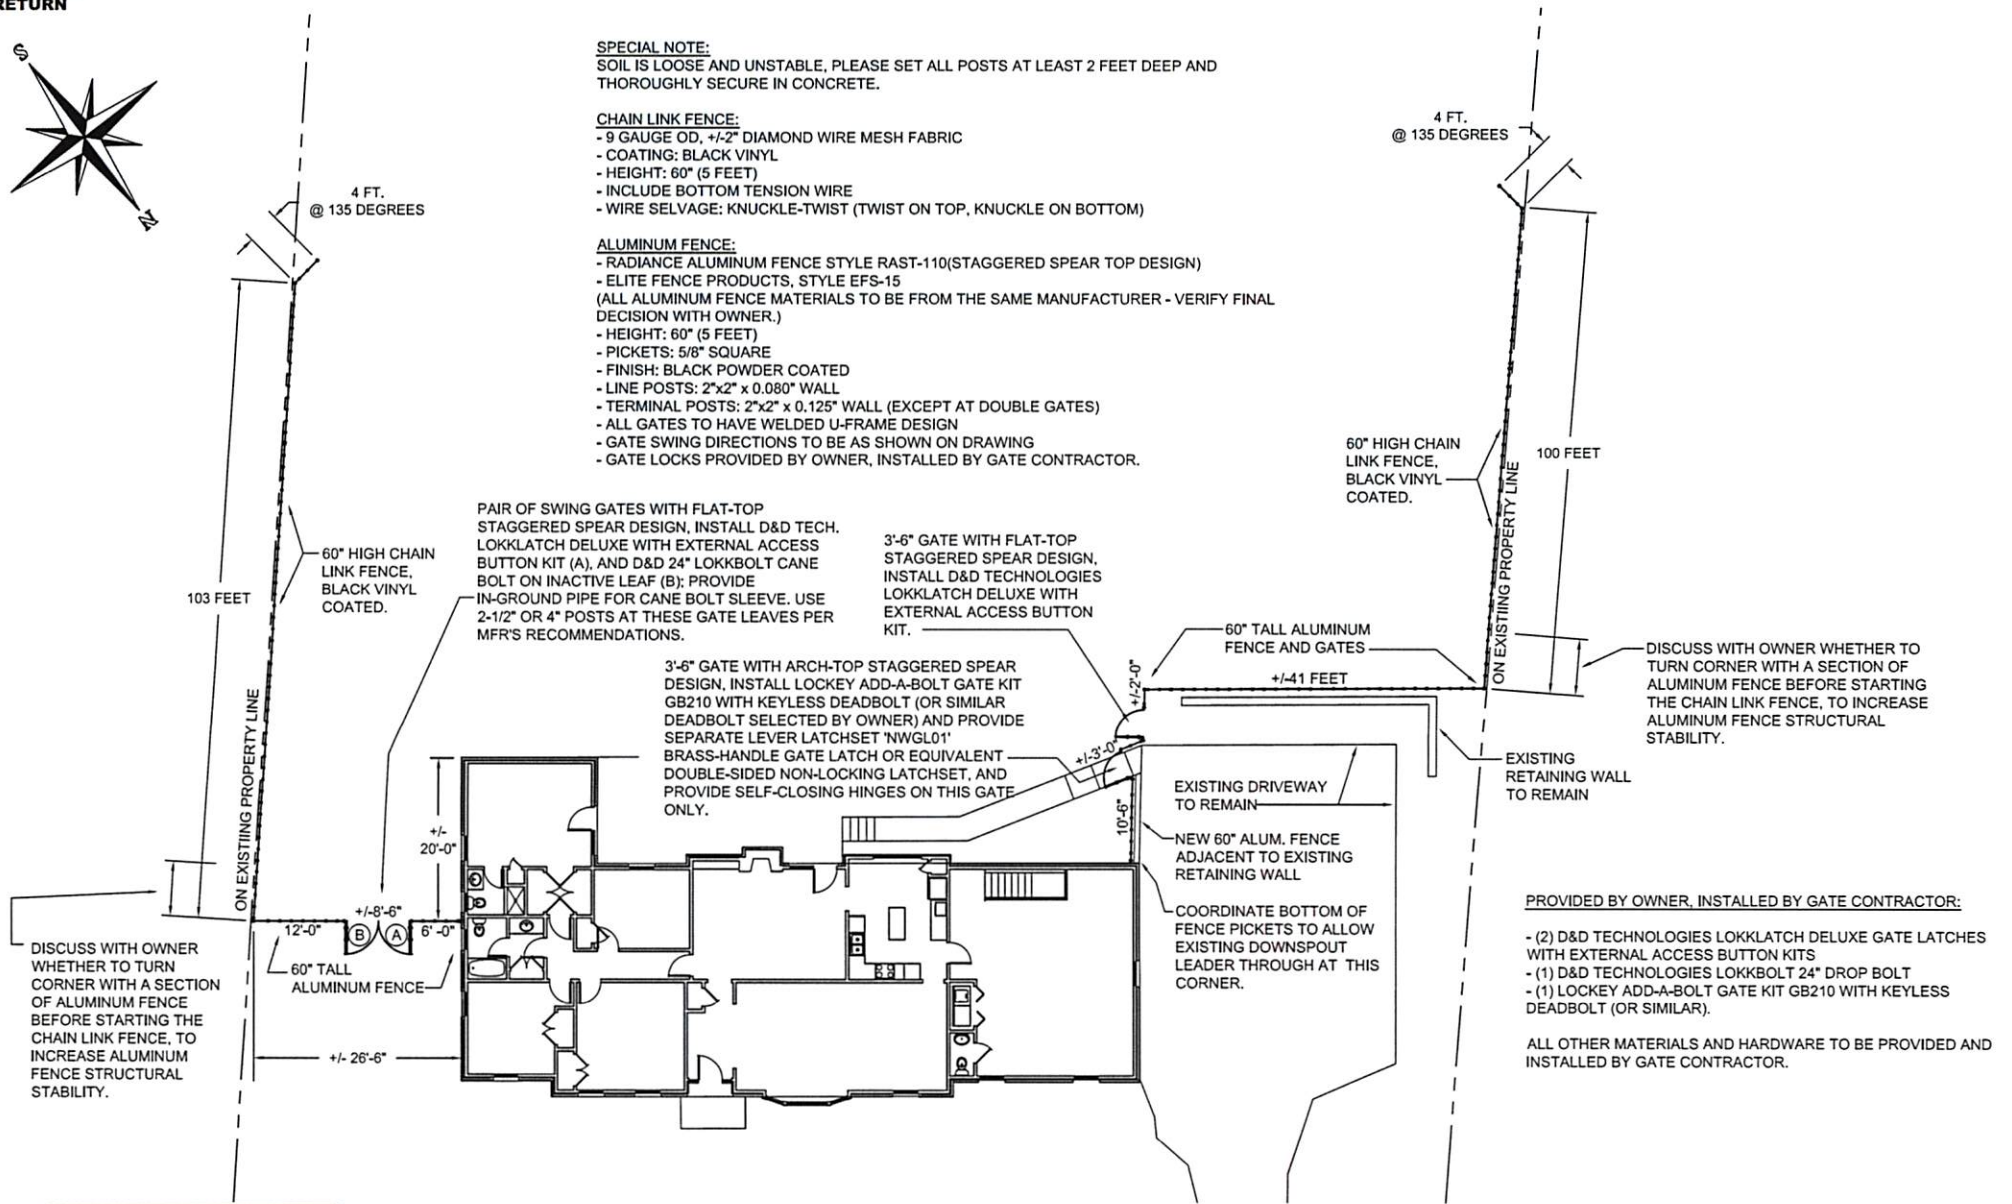 RETURN
S
N
SPECIAL NOTE:
SOIL IS LOOSE AND UNSTABLE, PLEASE SET ALL POSTS AT LEAST 2 FEET DEEP AND
THOROUGHLY SECURE IN CONCRETE.
CHAIN LINK FENCE:
- 9 GAUGE OD, +/-2" DIAMOND WIRE MESH FABRIC
- COATING: BLACK VINYL
- HEIGHT: 60" (5 FEET)
- INCLUDE BOTTOM TENSION WIRE
- WIRE SELVAGE: KNUCKLE-TWIST (TWIST ON TOP, KNUCKLE ON BOTTOM)
ALUMINUM FENCE:
- RADIANCE ALUMINUM FENCE STYLE RAST-110(STAGGERED SPEAR TOP DESIGN)
- ELITE FENCE PRODUCTS, STYLE EFS-15
(ALL ALUMINUM FENCE MATERIALS TO BE FROM THE SAME MANUFACTURER - VERIFY FINAL
DECISION WITH OWNER.)
- HEIGHT: 60" (5 FEET)
- PICKETS: 5/8" SQUARE
- FINISH: BLACK POWDER COATED
- LINE POSTS: 2"x2" x 0.080" WALL
- TERMINAL POSTS: 2"x2" x 0.125" WALL (EXCEPT AT DOUBLE GATES)
- ALL GATES TO HAVE WELDED U-FRAME DESIGN
- GATE SWING DIRECTIONS TO BE AS SHOWN ON DRAWING
- GATE LOCKS PROVIDED BY OWNER, INSTALLED BY GATE CONTRACTOR.
4 FT.
@ 135 DEGREES
4 FT.
@ 135 DEGREES
103 FEET
60" HIGH CHAIN
LINK FENCE,
BLACK VINYL
COATED.
ON EXISTIING PROPERTY LINE
PAIR OF SWING GATES WITH FLAT-TOP
STAGGERED SPEAR DESIGN, INSTALL D&D TECH.
LOKKLATCH DELUXE WITH EXTERNAL ACCESS
BUTTON KIT (A), AND D&D 24" LOKKBOLT CANE
BOLT ON INACTIVE LEAF (B); PROVIDE
IN-GROUND PIPE FOR CANE BOLT SLEEVE. USE
2-1/2" OR 4" POSTS AT THESE GATE LEAVES PER
MFR'S RECOMMENDATIONS.
3'-6" GATE WITH FLAT-TOP
STAGGERED SPEAR DESIGN,
INSTALL D&D TECHNOLOGIES
LOKKLATCH DELUXE WITH
EXTERNAL ACCESS BUTTON
KIT.
3'-6" GATE WITH ARCH-TOP STAGGERED SPEAR
DESIGN, INSTALL LOCKEY ADD-A-BOLT GATE KIT
GB210 WITH KEYLESS DEADBOLT (OR SIMILAR
DEADBOLT SELECTED BY OWNER) AND PROVIDE
SEPARATE LEVER LATCHSET 'NWGL01'
BRASS-HANDLE GATE LATCH OR EQUIVALENT
DOUBLE-SIDED NON-LOCKING LATCHSET, AND
PROVIDE SELF-CLOSING HINGES ON THIS GATE
ONLY.
60" HIGH CHAIN
LINK FENCE,
BLACK VINYL
COATED.
100 FEET
ON EXISTIING PROPERTY LINE
60" TALL ALUMINUM
FENCE AND GATES
+/-41 FEET
+/-2'-0"
+/-3'-0"
10'-6"
DISCUSS WITH OWNER WHETHER TO
TURN CORNER WITH A SECTION OF
ALUMINUM FENCE BEFORE STARTING
THE CHAIN LINK FENCE, TO INCREASE
ALUMINUM FENCE STRUCTURAL
STABILITY.
EXISTING
RETAINING WALL
TO REMAIN
EXISTING DRIVEWAY
TO REMAIN
NEW 60" ALUM. FENCE
ADJACENT TO EXISTING
RETAINING WALL
COORDINATE BOTTOM OF
FENCE PICKETS TO ALLOW
EXISTING DOWNSPOUT
LEADER THROUGH AT THIS
CORNER.
+/-
20'-0"
+/-8'-6"
12'-0"
B
A
6' -0"
60" TALL
ALUMINUM FENCE
+/- 26'-6"
DISCUSS WITH OWNER
WHETHER TO TURN
CORNER WITH A SECTION
OF ALUMINUM FENCE
BEFORE STARTING THE
CHAIN LINK FENCE, TO
INCREASE ALUMINUM
FENCE STRUCTURAL
STABILITY.
PROVIDED BY OWNER, INSTALLED BY GATE CONTRACTOR:
- (2) D&D TECHNOLOGIES LOKKLATCH DELUXE GATE LATCHES
WITH EXTERNAL ACCESS BUTTON KITS
- (1) D&D TECHNOLOGIES LOKKBOLT 24" DROP BOLT
- (1) LOCKEY ADD-A-BOLT GATE KIT GB210 WITH KEYLESS
DEADBOLT (OR SIMILAR).
ALL OTHER MATERIALS AND HARDWARE TO BE PROVIDED AND
INSTALLED BY GATE CONTRACTOR.